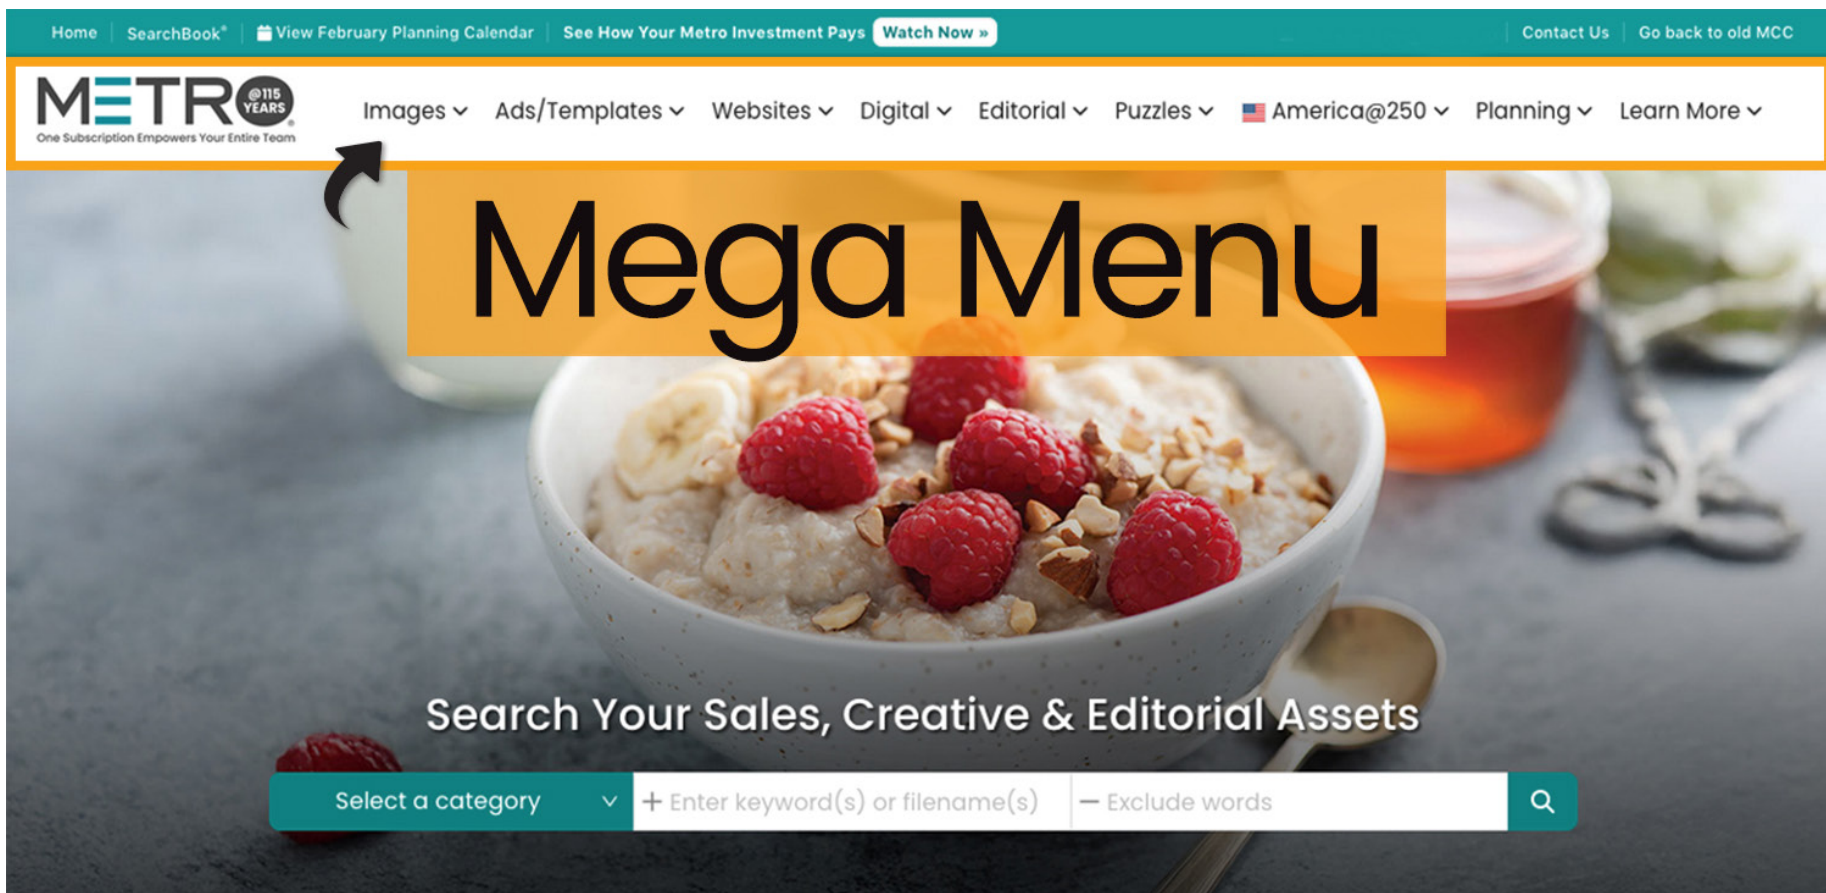 Home SearchBook® View February Planning Calendar See How Your Metro Investment Pays Watch Now » Contact Us Go back to old MCC
METRO @115 YEARS
One Subscription Empowers Your Entire Team
Images Ads/Templates Websites Digital Editorial Puzzles America@250 Planning Learn More
Mega Menu
Search Your Sales, Creative & Editorial Assets
Select a category + Enter keyword(s) or filename(s) — Exclude words